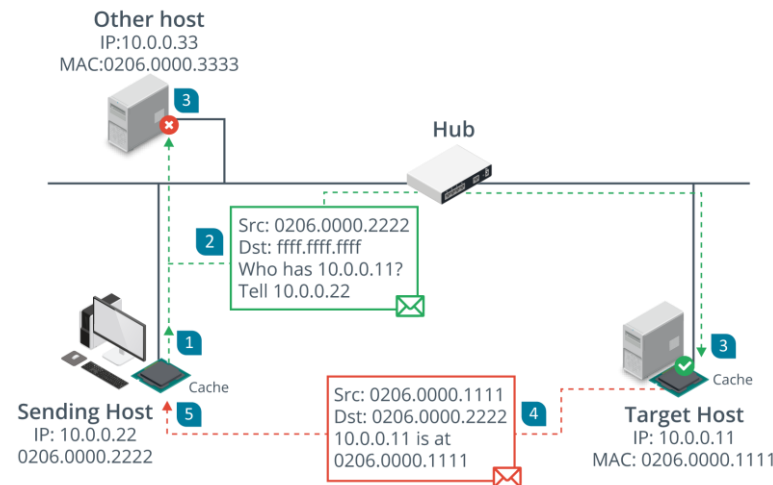 Other host
IP:10.0.0.33
MAC:0206.0000.3333
3
Hub
2
Src: 0206.0000.2222
Dst: ffff.ffff.ffff
Who has 10.0.0.11?
Tell 10.0.0.22
1
3
Cache
Cache
Sending Host
IP: 10.0.0.22
0206.0000.2222
5
Src: 0206.0000.1111
Dst: 0206.0000.2222
10.0.0.11 is at
0206.0000.1111
4
Target Host
IP: 10.0.0.11
MAC: 0206.0000.1111